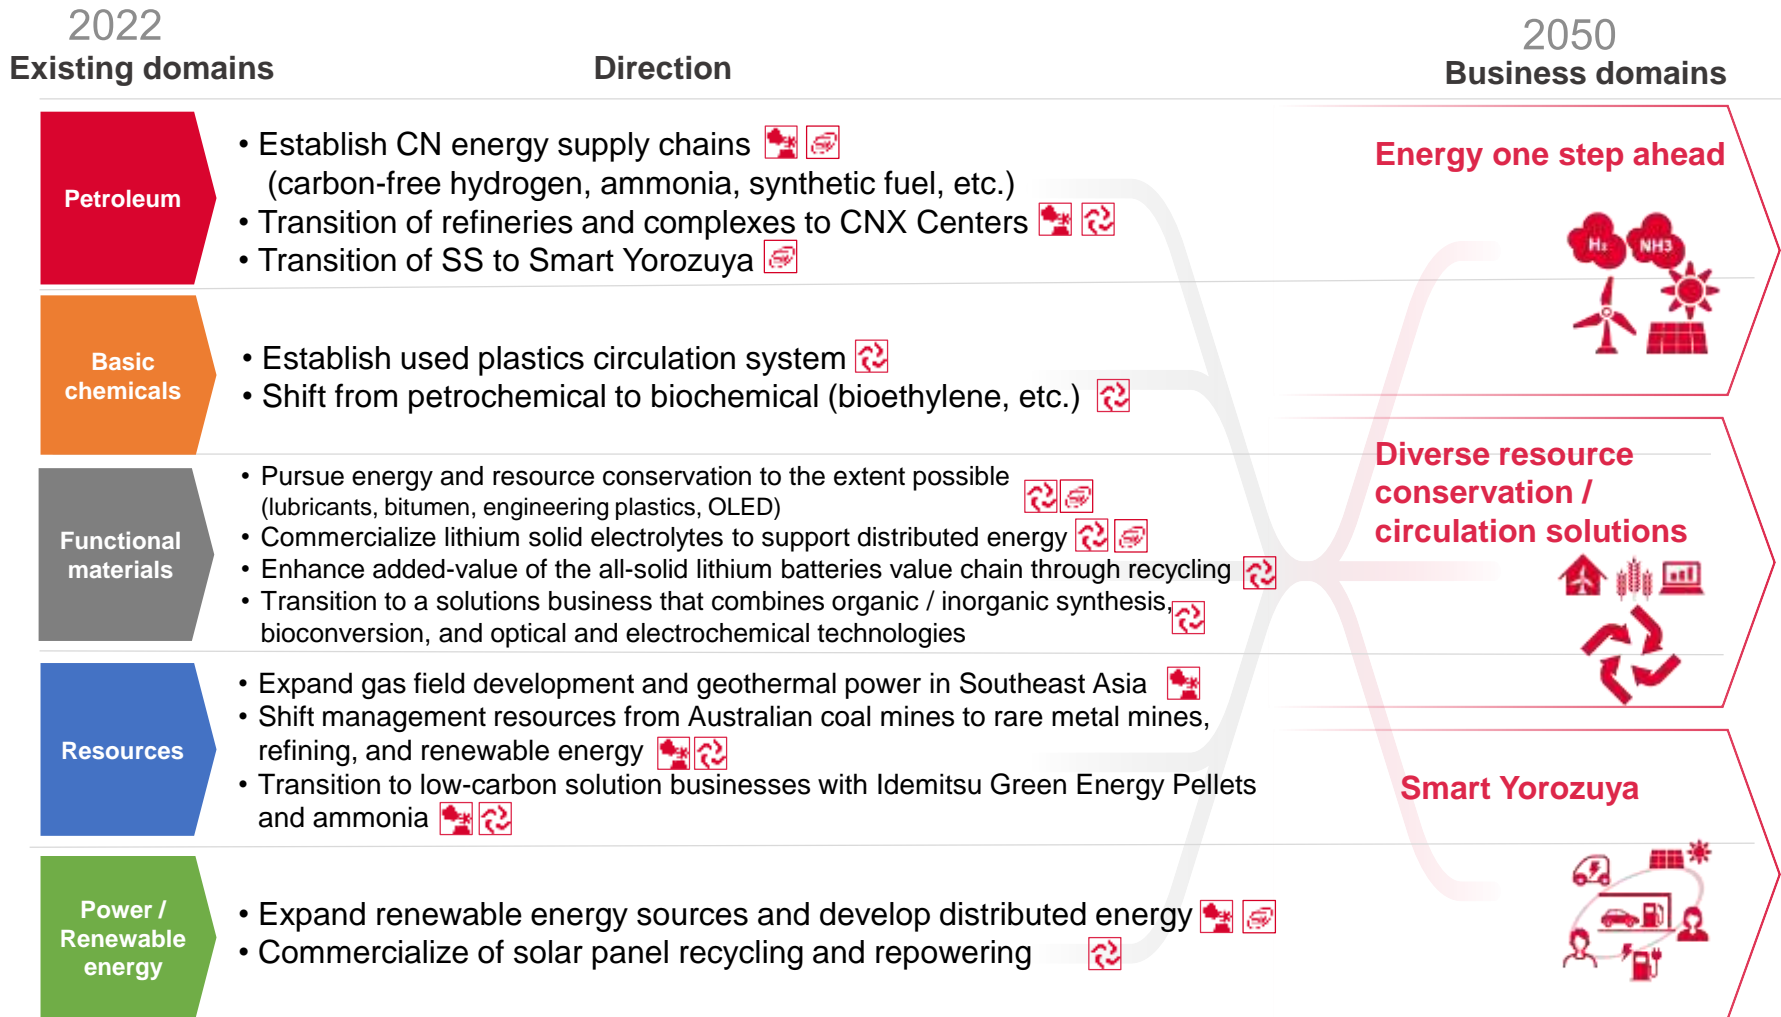 2022
Existing domains
Direction
2050
Business domains
Petroleum
• Establish CN energy supply chains
(carbon-free hydrogen, ammonia, synthetic fuel, etc.)
• Transition of refineries and complexes to CNX Centers
• Transition of SS to Smart Yorozuya
Basic
chemicals
• Establish used plastics circulation system
• Shift from petrochemical to biochemical (bioethylene, etc.)
Functional
materials
• Pursue energy and resource conservation to the extent possible
(lubricants, bitumen, engineering plastics, OLED)
• Commercialize lithium solid electrolytes to support distributed energy
• Enhance added-value of the all-solid lithium batteries value chain through recycling
• Transition to a solutions business that combines organic / inorganic synthesis,
bioconversion, and optical and electrochemical technologies
Resources
• Expand gas field development and geothermal power in Southeast Asia
• Shift management resources from Australian coal mines to rare metal mines,
refining, and renewable energy
• Transition to low-carbon solution businesses with Idemitsu Green Energy Pellets
and ammonia
Power /
Renewable
energy
• Expand renewable energy sources and develop distributed energy
• Commercialize of solar panel recycling and repowering
Energy one step ahead
H2
NH3
Diverse resource
conservation /
circulation solutions
Smart Yorozuya